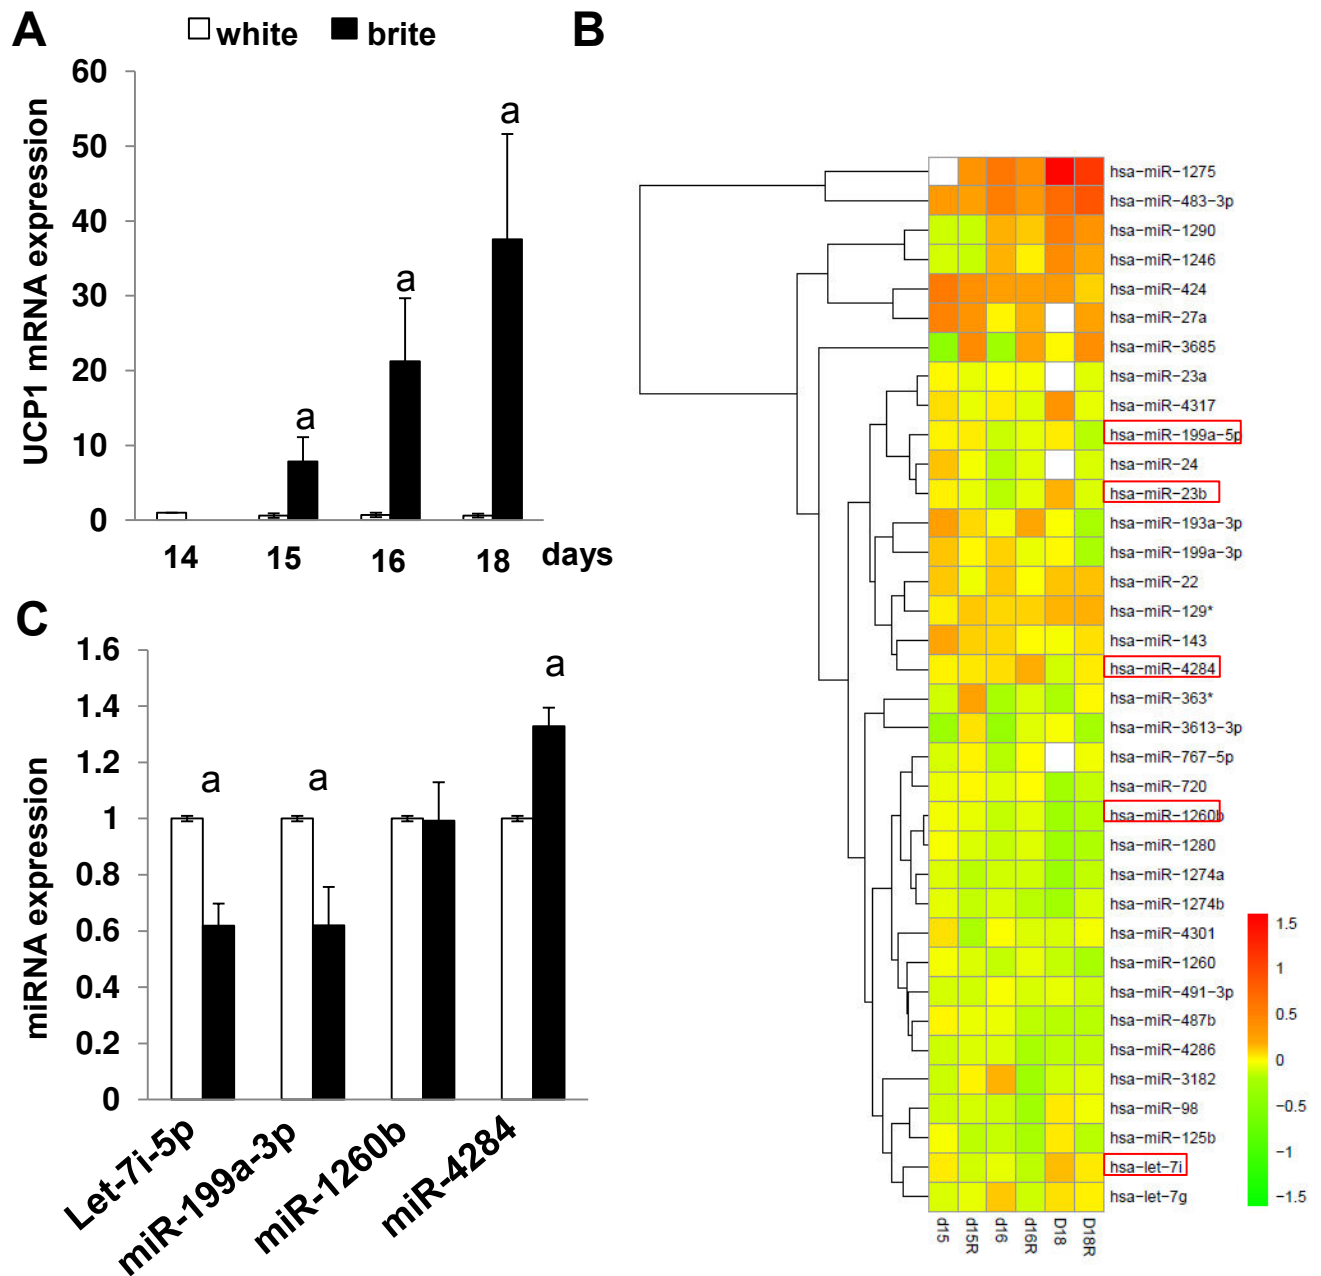 A
white brite
UCP1 mRNA expression
60
50
40
30
20
10
0
a
a
a
14 15 16 18 days
B
hsa-miR-1275
hsa-miR-483-3p
hsa-miR-1290
hsa-miR-1246
hsa-miR-424
hsa-miR-27a
hsa-miR-3685
hsa-miR-23a
hsa-miR-4317
hsa-miR-199a-5p
hsa-miR-24
hsa-miR-23b
hsa-miR-193a-3p
hsa-miR-199a-3p
hsa-miR-22
hsa-miR-129*
hsa-miR-143
hsa-miR-4284
hsa-miR-363*
hsa-miR-3613-3p
hsa-miR-767-5p
hsa-miR-720
hsa-miR-1260b
hsa-miR-1280
hsa-miR-1274a
hsa-miR-1274b
hsa-miR-4301
hsa-miR-1260
hsa-miR-491-3p
hsa-miR-487b
hsa-miR-4286
hsa-miR-3182
hsa-miR-98
hsa-miR-125b
hsa-let-7i
hsa-let-7g
d15 d15R d16 d16R D18 D18R
1.5
1
0.5
0
-0.5
-1
-1.5
C
miRNA expression
1.6
1.4
1.2
1
0.8
0.6
0.4
0.2
0
a
a
a
Let-7i-5p
miR-199a-3p
miR-1260b
miR-4284